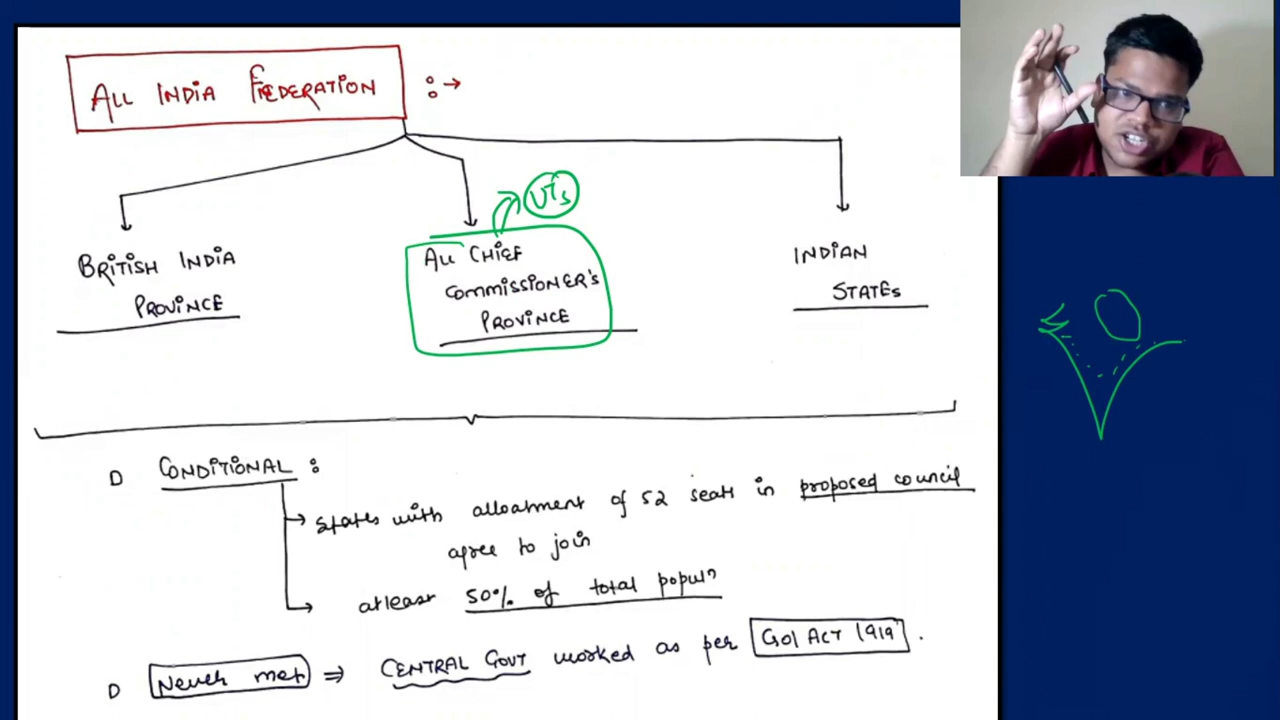 ALL INDIA FEDERATION :→
UTs
BRITISH INDIA
PROVINCE
ALL CHIEF
COMMISSIONER'S
PROVINCE
INDIAN
STATES
D CONDITIONAL :
→ states with alloatment of 52 seats in proposed council
agree to join
→ atleast 50% of total populn
D Never met ⇒ CENTRAL GOVT worked as per GOI ACT 1919.